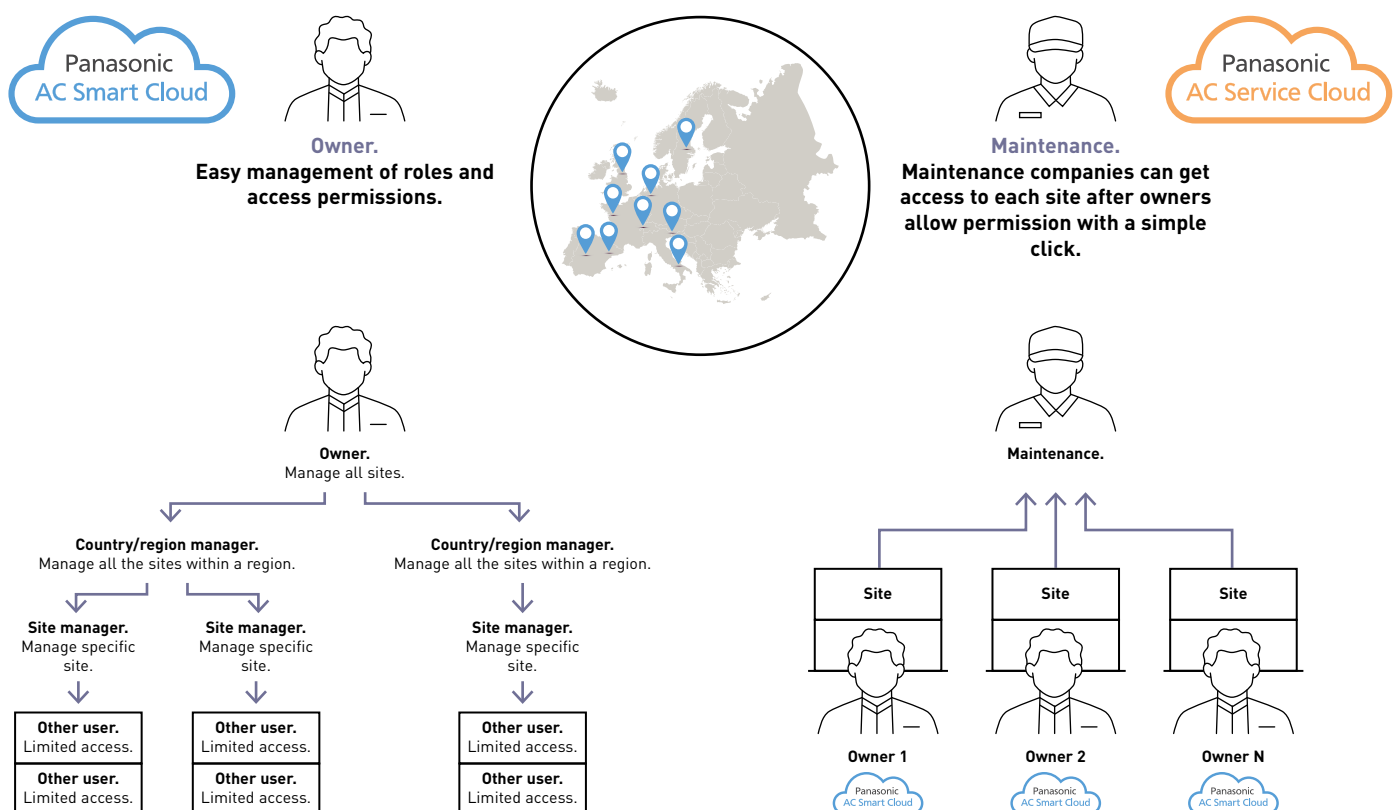 Panasonic
AC Smart Cloud
Owner.
Easy management of roles and
access permissions.
Maintenance.
Maintenance companies can get
access to each site after owners
allow permission with a simple
click.
Panasonic
AC Service Cloud
Owner.
Manage all sites.
Country/region manager.
Manage all the sites within a region.
Country/region manager.
Manage all the sites within a region.
Site manager.
Manage specific
site.
Site manager.
Manage specific
site.
Site manager.
Manage specific
site.
Other user.
Limited access.
Other user.
Limited access.
Other user.
Limited access.
Other user.
Limited access.
Other user.
Limited access.
Other user.
Limited access.
Maintenance.
Site
Site
Site
Owner 1
Owner 2
Owner N
Panasonic
AC Smart Cloud
Panasonic
AC Smart Cloud
Panasonic
AC Smart Cloud